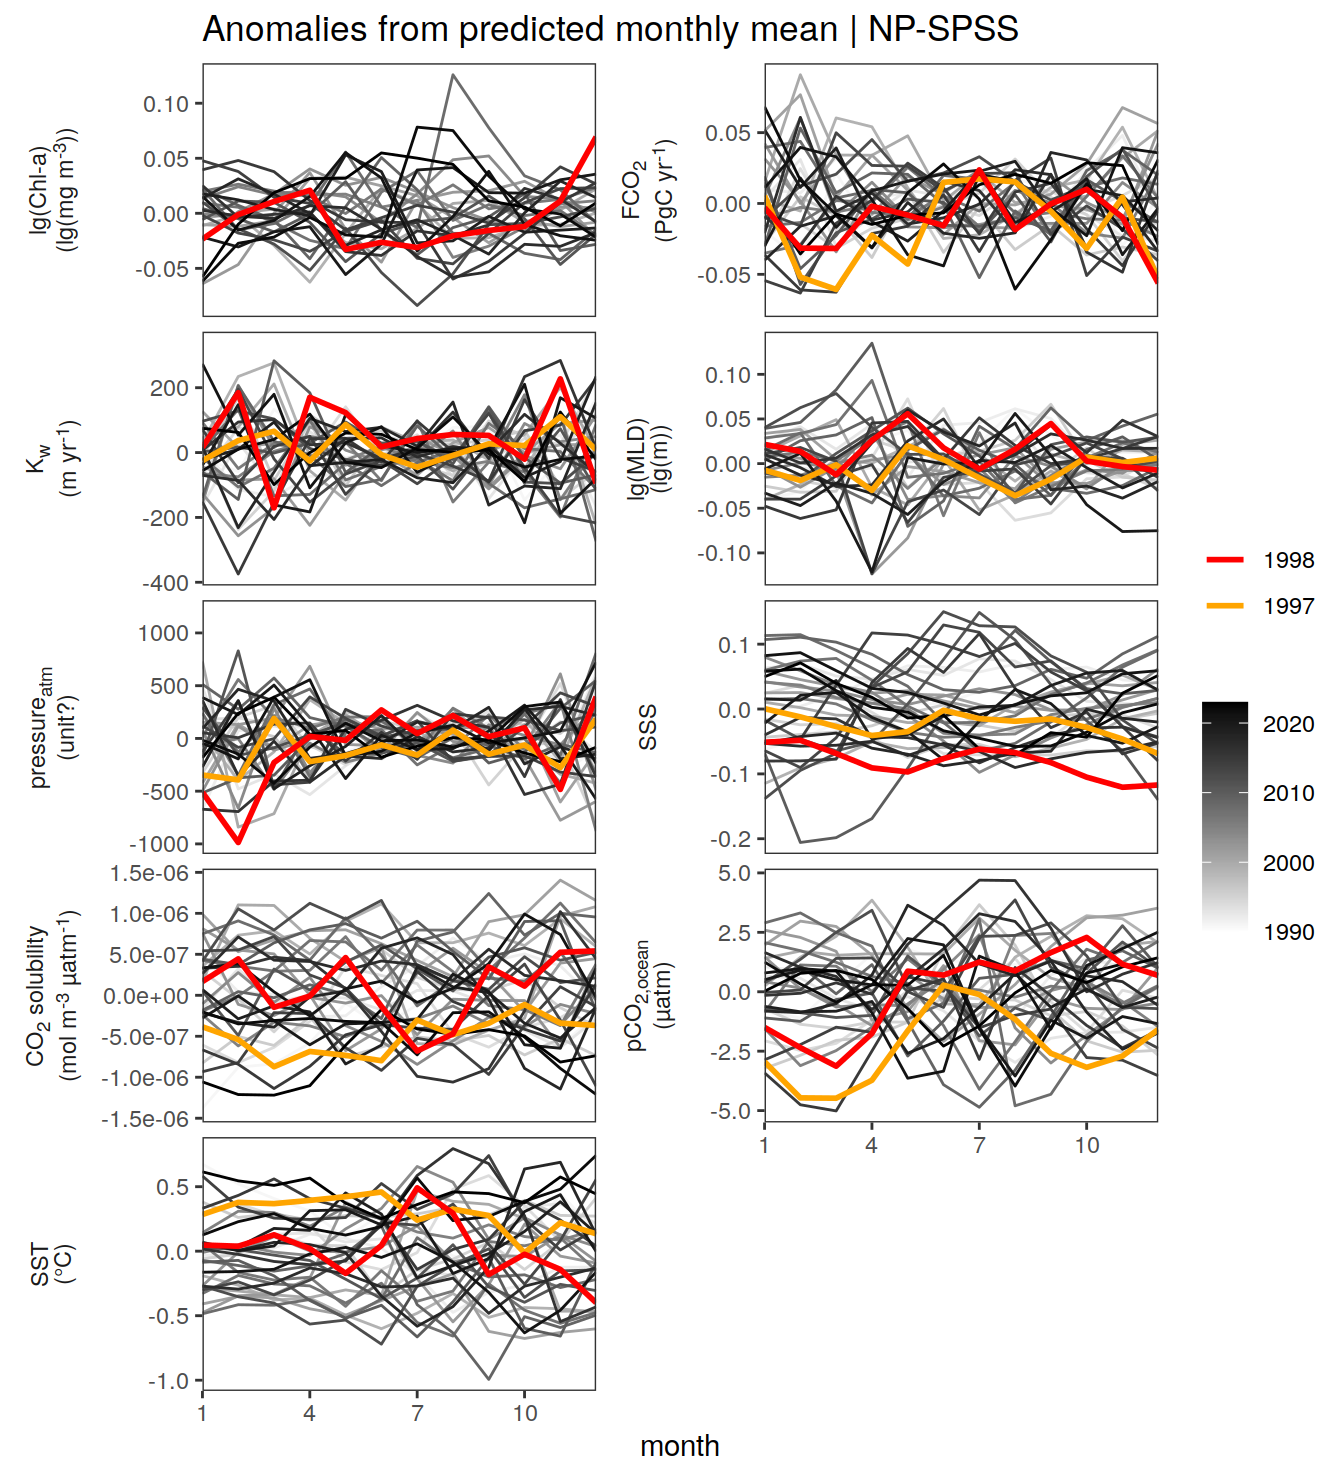 Anomalies from predicted monthly mean | NP-SPSS
lg(Chl-a)
(lg(mg m⁻³))
0.10
0.05
0.00
-0.05
FCO₂
(PgC yr⁻¹)
0.05
0.00
-0.05
K_w
(m yr⁻¹)
200
0
-200
-400
lg(MLD)
(lg(m))
0.10
0.05
0.00
-0.05
-0.10
pressure_atm
(unit?)
1000
500
0
-500
-1000
SSS
0.1
0.0
-0.1
-0.2
CO₂ solubility
(mol m⁻³ µatm⁻¹)
1.5e-06
1.0e-06
5.0e-07
0.0e+00
-5.0e-07
-1.0e-06
-1.5e-06
pCO₂,ocean
(µatm)
5.0
2.5
0.0
-2.5
-5.0
1 4 7 10
SST
(°C)
0.5
0.0
-0.5
-1.0
1 4 7 10
month
1998
1997
2020
2010
2000
1990